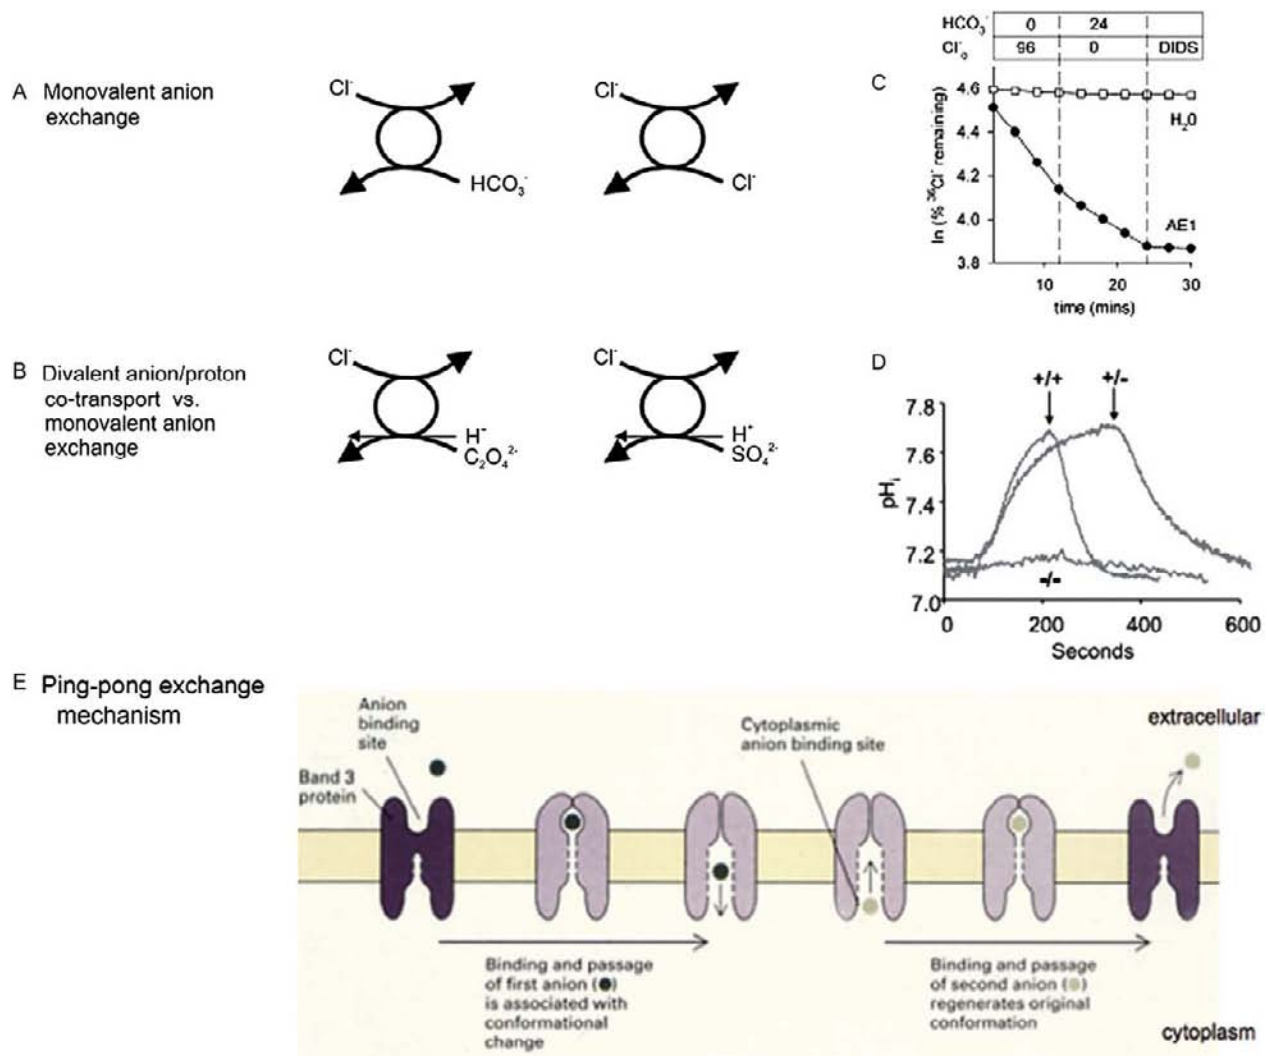 A Monovalent anion
exchange
Cl⁻
HCO₃⁻
Cl⁻
Cl⁻
C
HCO₃⁻ 0 24
Cl⁻ₒ 96 0 DIDS
ln (% ³⁶Cl⁻ remaining)
4.6
4.4
4.2
4.0
3.8
H₂0
AE1
10 20 30
time (mins)
B Divalent anion/proton
co-transport vs.
monovalent anion
exchange
Cl⁻
H⁺
C₂O₄²⁻
Cl⁻
H⁺
SO₄²⁻
D
+/+ +/-
pHᵢ
7.8
7.6
7.4
7.2
7.0
-/-
0 200 400 600
Seconds
E Ping-pong exchange
mechanism
Anion
binding
site
Band 3
protein
Cytoplasmic
anion binding site
extracellular
Binding and passage
of first anion (●)
is associated with
conformational
change
Binding and passage
of second anion (●)
regenerates original
conformation
cytoplasm